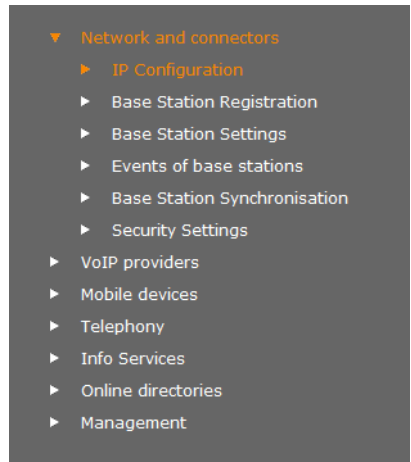 Network and connectors
IP Configuration
Base Station Registration
Base Station Settings
Events of base stations
Base Station Synchronisation
Security Settings
VoIP providers
Mobile devices
Telephony
Info Services
Online directories
Management